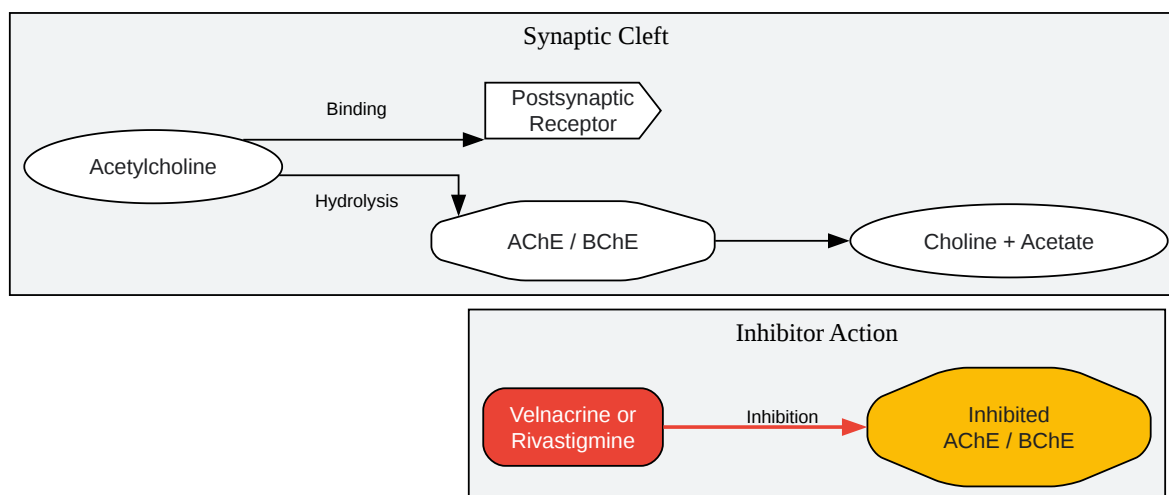 Synaptic Cleft
Binding
Postsynaptic
Receptor
Acetylcholine
Hydrolysis
AChE / BChE
Choline + Acetate
Inhibitor Action
Velnacrine or
Rivastigmine
Inhibition
Inhibited
AChE / BChE